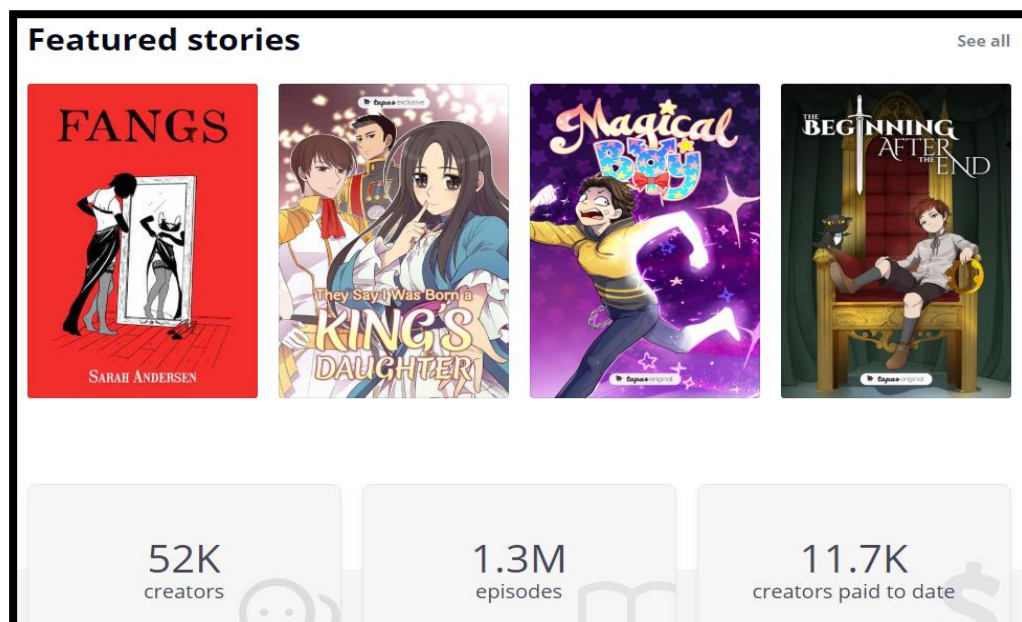 Featured stories
See all
FANGS
SARAH ANDERSEN
tapas exclusive
They Say I Was Born a
KING'S
DAUGHTER
Magical
Boy
tapas original
THE
BEGINNING
AFTER
THE END
tapas original
52K
creators
1.3M
episodes
11.7K
creators paid to date